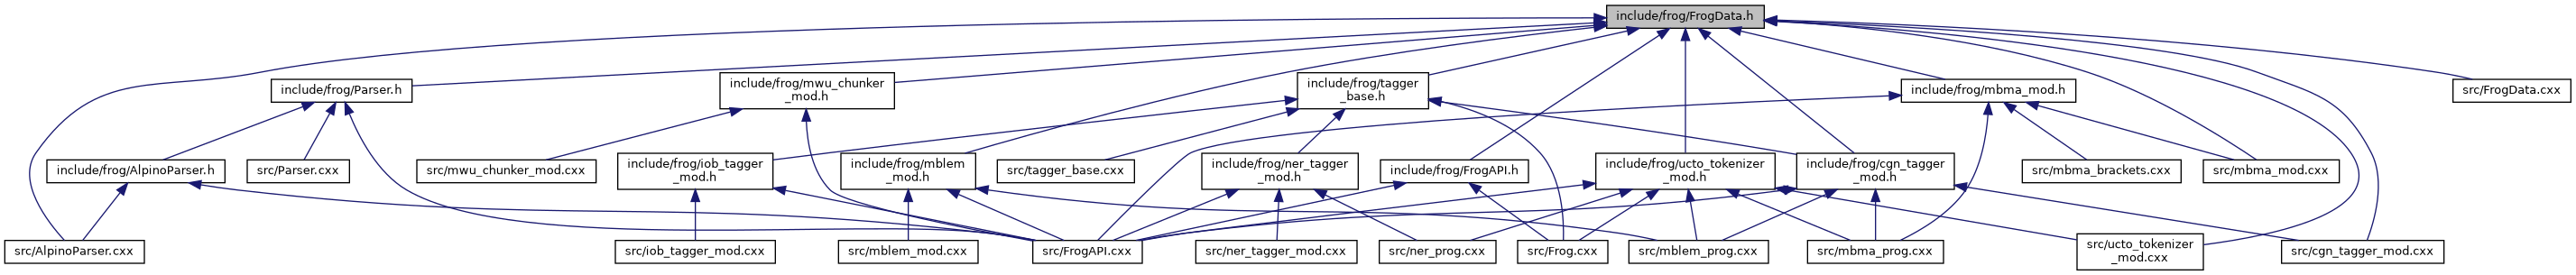 include/frog/FrogData.h
include/frog/Parser.h
include/frog/mwu_chunker
_mod.h
include/frog/tagger
_base.h
include/frog/mbma_mod.h
src/FrogData.cxx
include/frog/AlpinoParser.h
src/Parser.cxx
src/mwu_chunker_mod.cxx
include/frog/iob_tagger
_mod.h
include/frog/mblem
_mod.h
src/tagger_base.cxx
include/frog/ner_tagger
_mod.h
include/frog/FrogAPI.h
include/frog/ucto_tokenizer
_mod.h
include/frog/cgn_tagger
_mod.h
src/mbma_brackets.cxx
src/mbma_mod.cxx
src/AlpinoParser.cxx
src/iob_tagger_mod.cxx
src/mblem_mod.cxx
src/FrogAPI.cxx
src/ner_tagger_mod.cxx
src/ner_prog.cxx
src/Frog.cxx
src/mblem_prog.cxx
src/mbma_prog.cxx
src/ucto_tokenizer
_mod.cxx
src/cgn_tagger_mod.cxx